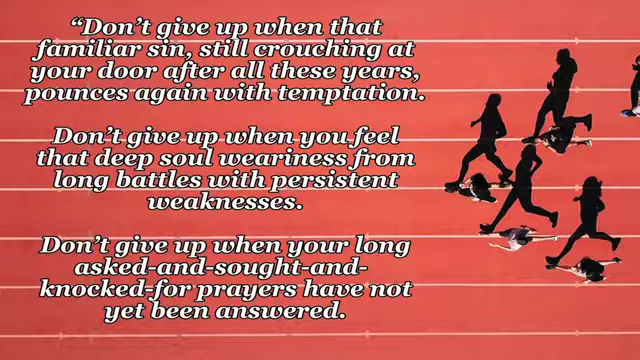 “Don’t give up when that
familiar sin, still crouching at
your door after all these years,
pounces again with temptation.
Don’t give up when you feel
that deep soul weariness from
long battles with persistent
weaknesses.
Don’t give up when your long
asked-and-sought-and-
knocked-for prayers have not
yet been answered.